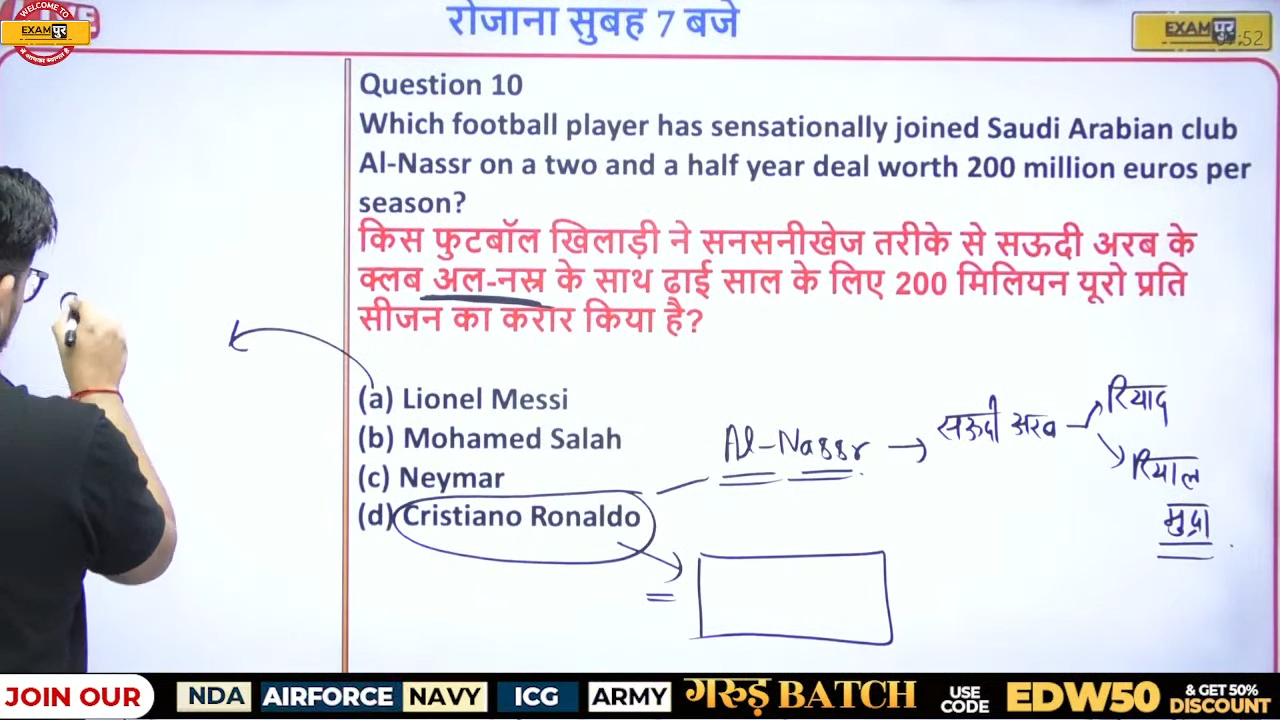 WELCOME TO
EXAMपुर
रोजाना सुबह 7 बजे
EXAMपुर
:52
Question 10
Which football player has sensationally joined Saudi Arabian club
Al-Nassr on a two and a half year deal worth 200 million euros per
season?
किस फुटबॉल खिलाड़ी ने सनसनीखेज तरीके से सऊदी अरब के
क्लब अल-नस्र के साथ ढाई साल के लिए 200 मिलियन यूरो प्रति
सीजन का करार किया है?
(a) Lionel Messi
(b) Mohamed Salah
(c) Neymar
(d) Cristiano Ronaldo
Al-Nassr
सऊदी अरब
रियाद
रियाल
मुद्रा
JOIN OUR
NDA AIRFORCE NAVY ICG ARMY
गरुड़ BATCH
USE CODE
EDW50
& GET 50% DISCOUNT